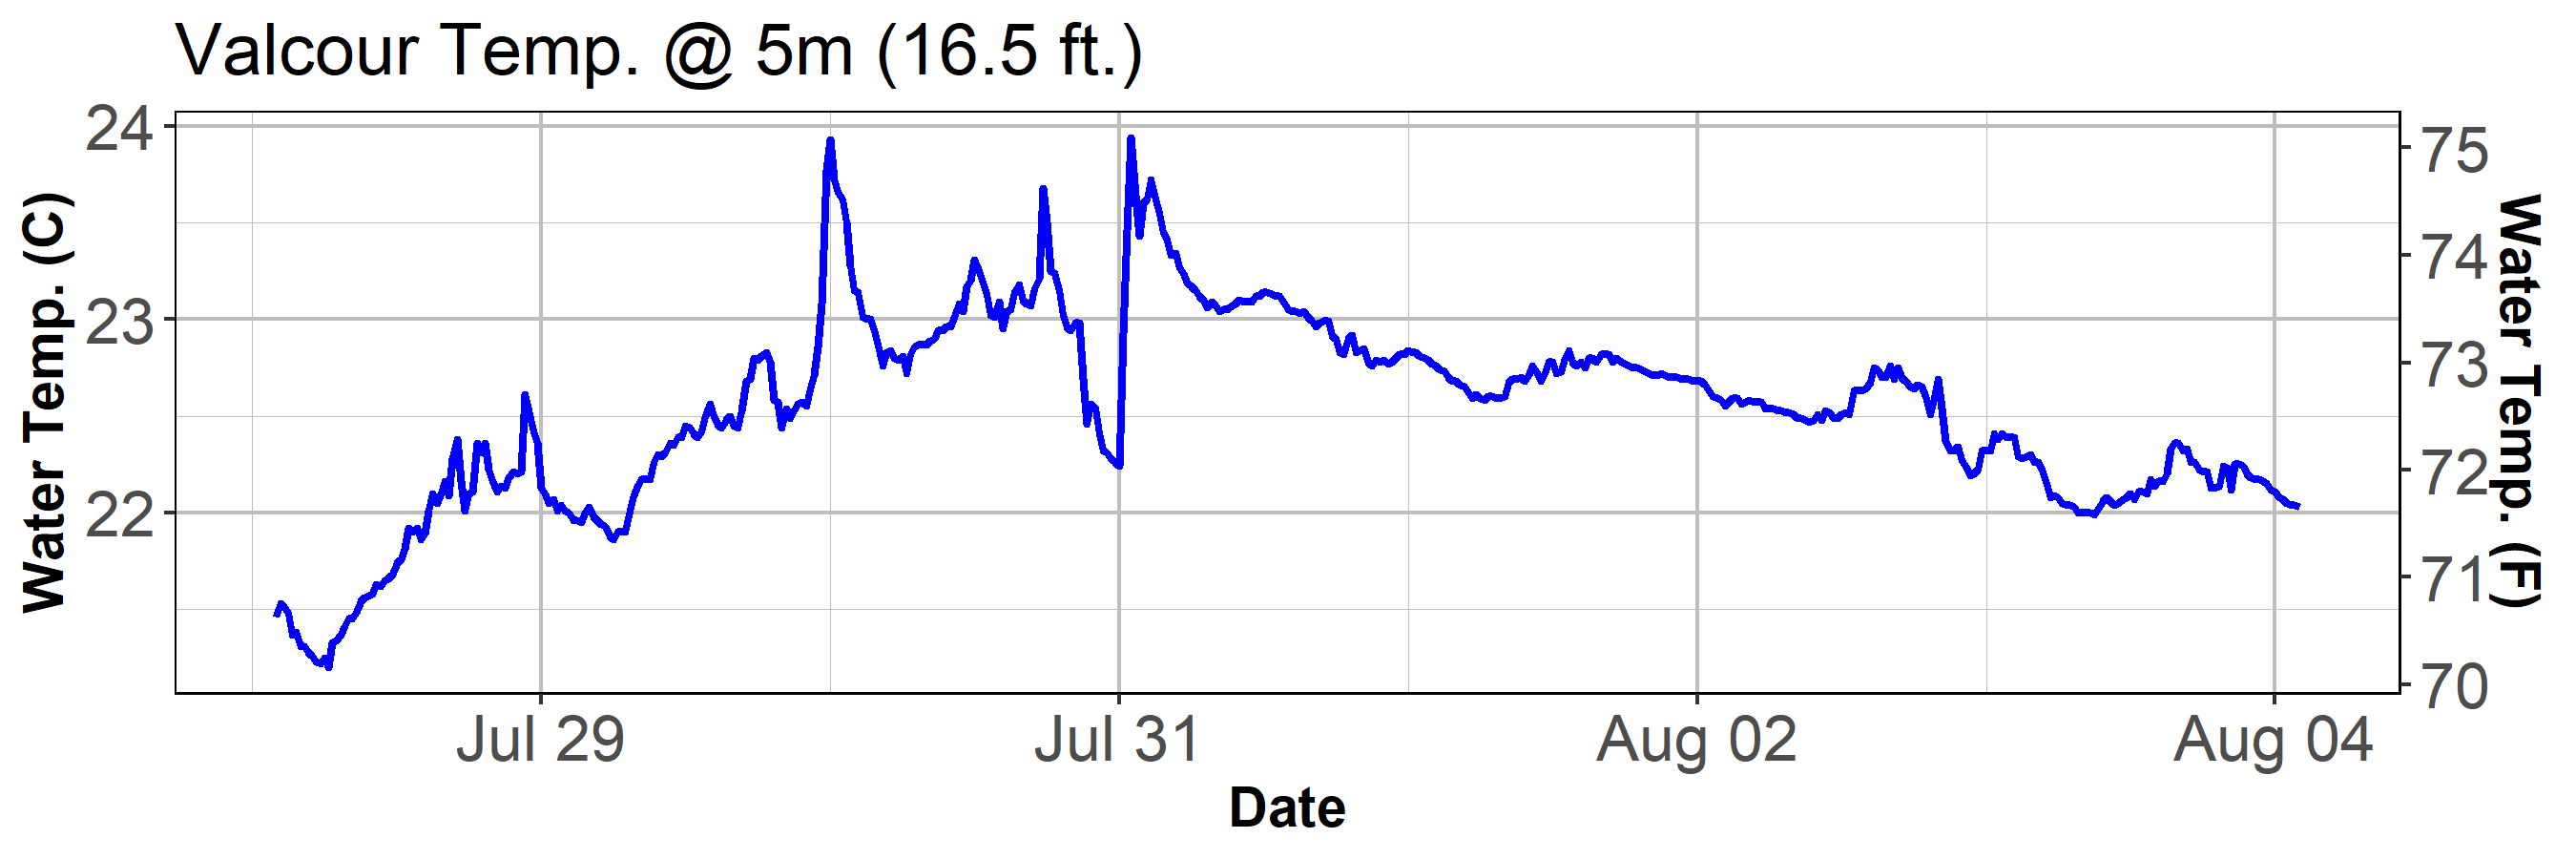 Valcour Temp. @ 5m (16.5 ft.)
24
23
22
Water Temp. (C)
75
74
73
72
71
70
Water Temp. (F)
Jul 29
Jul 31
Aug 02
Aug 04
Date